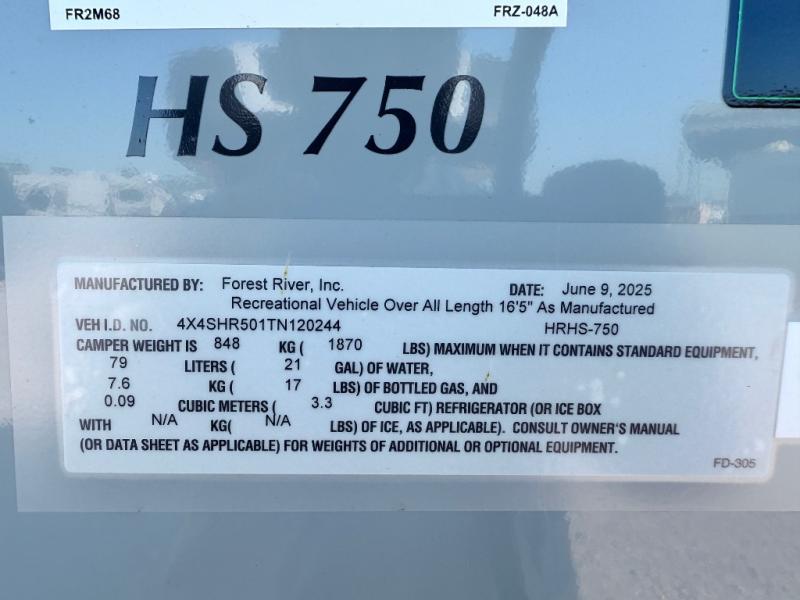 FR2M68 FRZ-048A
HS 750
MANUFACTURED BY: Forest River, Inc. DATE: June 9, 2025
Recreational Vehicle Over All Length 16'5" As Manufactured
VEH I.D. NO. 4X4SHR501TN120244 HRHS-750
CAMPER WEIGHT IS 848 KG ( 1870 LBS) MAXIMUM WHEN IT CONTAINS STANDARD EQUIPMENT,
79 LITERS ( 21 GAL) OF WATER,
7.6 KG ( 17 LBS) OF BOTTLED GAS, AND
0.09 CUBIC METERS ( 3.3 CUBIC FT) REFRIGERATOR (OR ICE BOX
WITH N/A KG( N/A LBS) OF ICE, AS APPLICABLE). CONSULT OWNER'S MANUAL
(OR DATA SHEET AS APPLICABLE) FOR WEIGHTS OF ADDITIONAL OR OPTIONAL EQUIPMENT.
FD-305